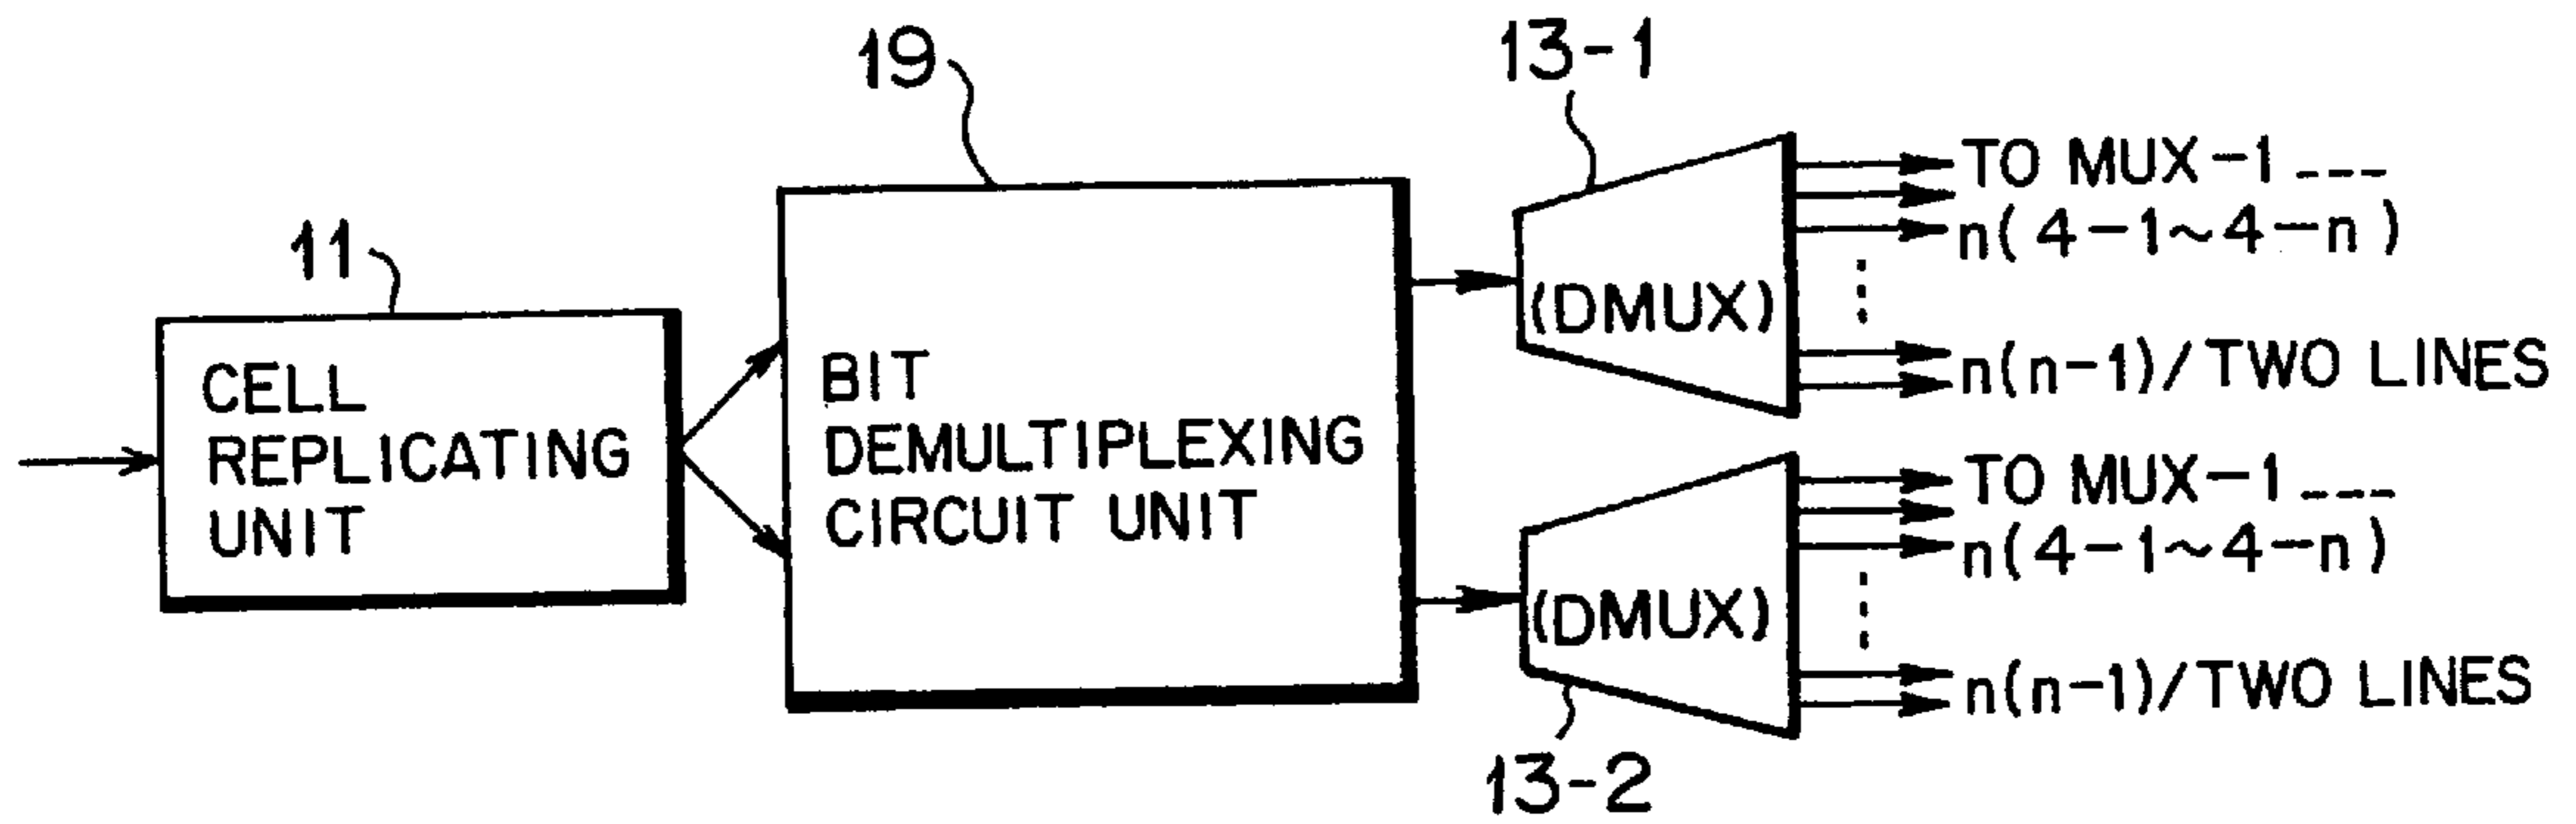 11
CELL
REPLICATING
UNIT
19
BIT
DEMULTIPLEXING
CIRCUIT UNIT
13-1
(DMUX)
TO MUX-1 ---
n(4-1~4-n)
n(n-1)/TWO LINES
(DMUX)
13-2
TO MUX-1 ---
n(4-1~4-n)
n(n-1)/TWO LINES